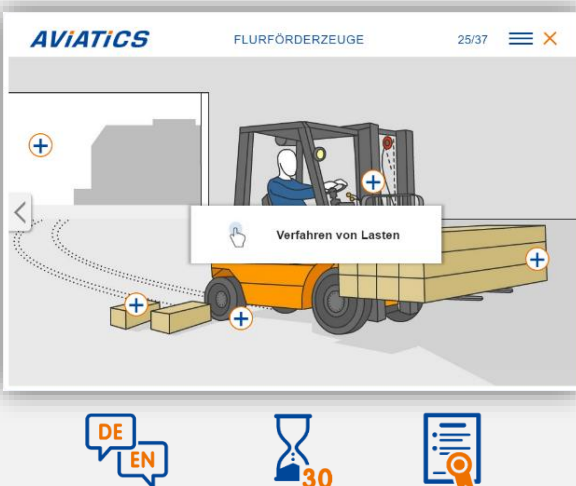 AViATiCS FLURFÖRDERZEUGE 25/37
Verfahren von Lasten
DE
EN
30